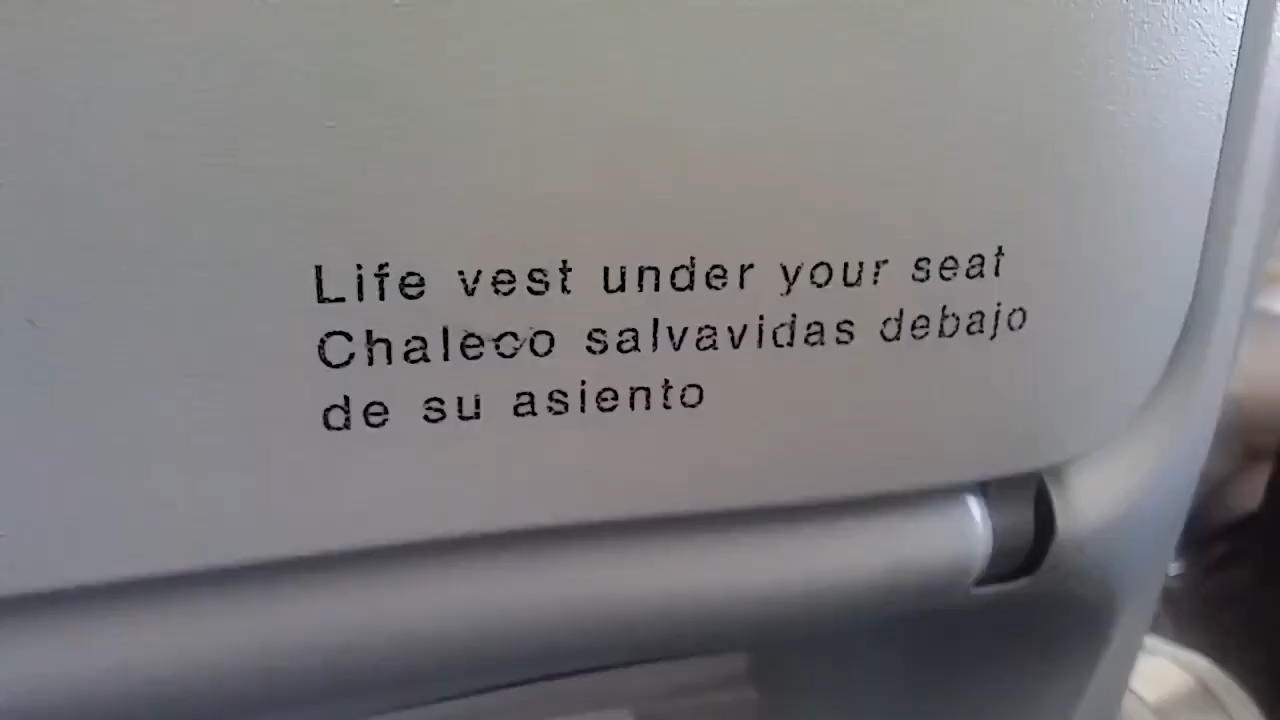 Life vest under your seat
Chaleco salvavidas debajo
de su asiento